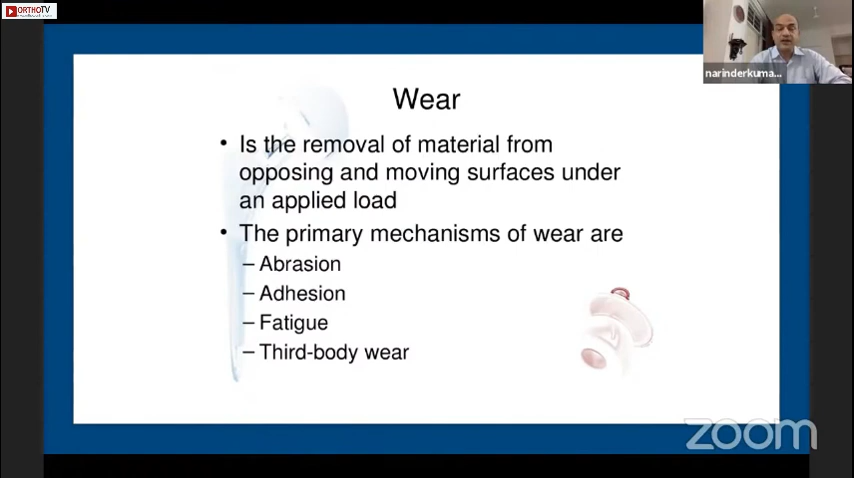 ORTHOTV
narinderkuma...
Wear
• Is the removal of material from
opposing and moving surfaces under
an applied load
• The primary mechanisms of wear are
– Abrasion
– Adhesion
– Fatigue
– Third-body wear
zoom